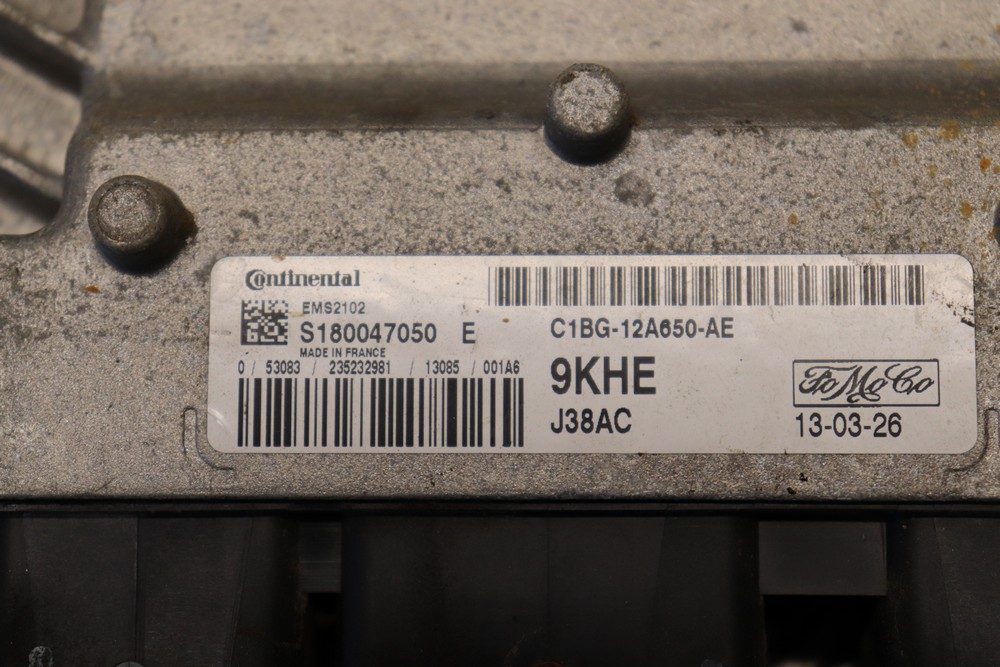 Continental
EMS2102
S180047050 E
MADE IN FRANCE
0 / 53083 / 235232981 / 13085 / 001A6
C1BG-12A650-AE
9KHE
J38AC
FoMoCo
13-03-26